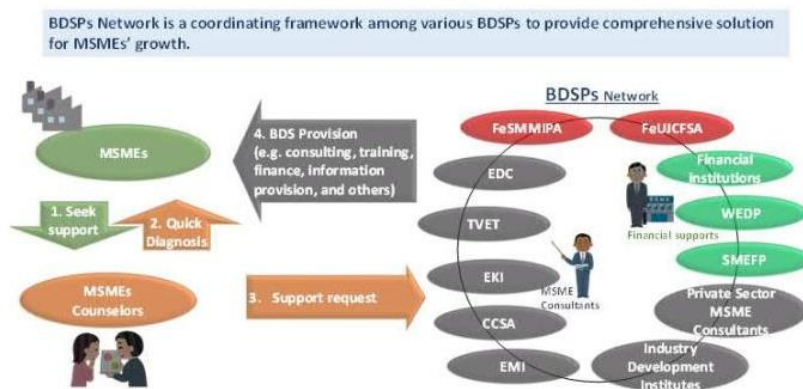 BDSPs Network is a coordinating framework among various BDSPs to provide comprehensive solution
for MSMEs' growth.
BDSPs Network
MSMEs
4. BDS Provision
(e.g. consulting, training,
finance, information
provision, and others)
1. Seek
support
2. Quick
Diagnosis
MSMEs
Counselors
3. Support request
FeSMMIPA
FeUJCFSA
EDC
Financial
institutions
TVET
WEDP
Financial supports
EKI
SMEFP
MSME
Consultants
CCSA
Private Sector
MSME
Consultants
EMI
Industry
Development
Institutes